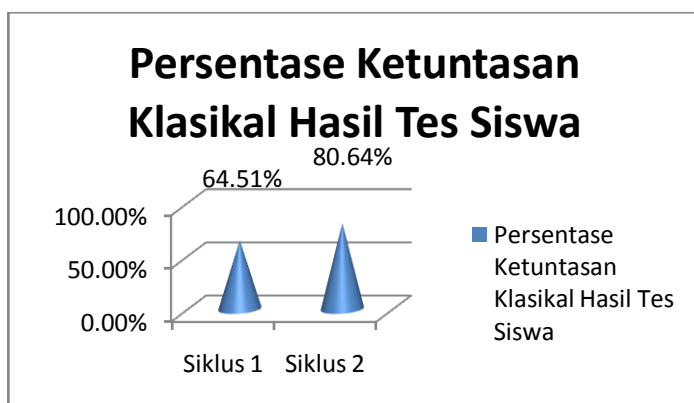 Persentase Ketuntasan
Klasikal Hasil Tes Siswa
80.64%
64.51%
100.00%
50.00%
0.00%
Siklus 1 Siklus 2
Persentase
Ketuntasan
Klasikal Hasil Tes
Siswa